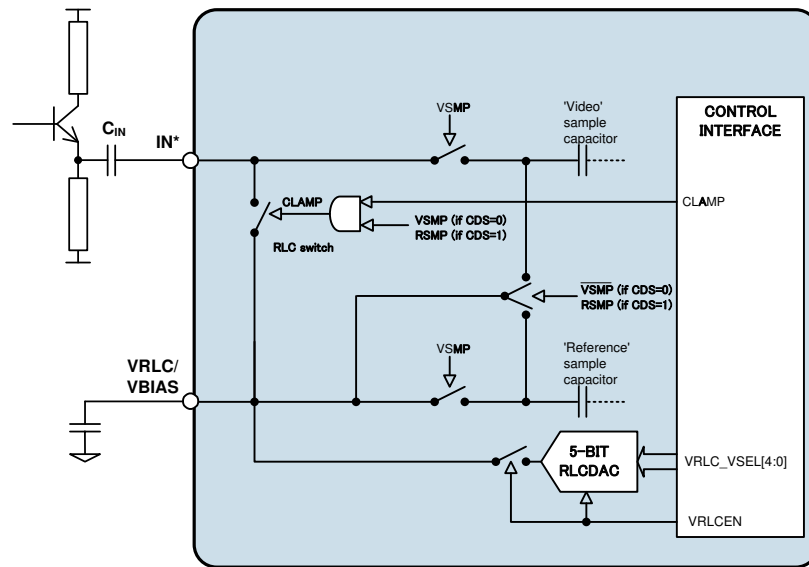 VSMP
'Video'
sample
capacitor
CONTROL
INTERFACE
CIN
IN*
CLAMP
CLAMP
VSMP (if CDS=0)
RSMP (if CDS=1)
RLC switch
VSMP (if CDS=0)
RSMP (if CDS=1)
VSMP
'Reference'
sample
capacitor
VRLC/
VBIAS
5-BIT
RLCDAC
VRLC_VSEL[4:0]
VRLCEN